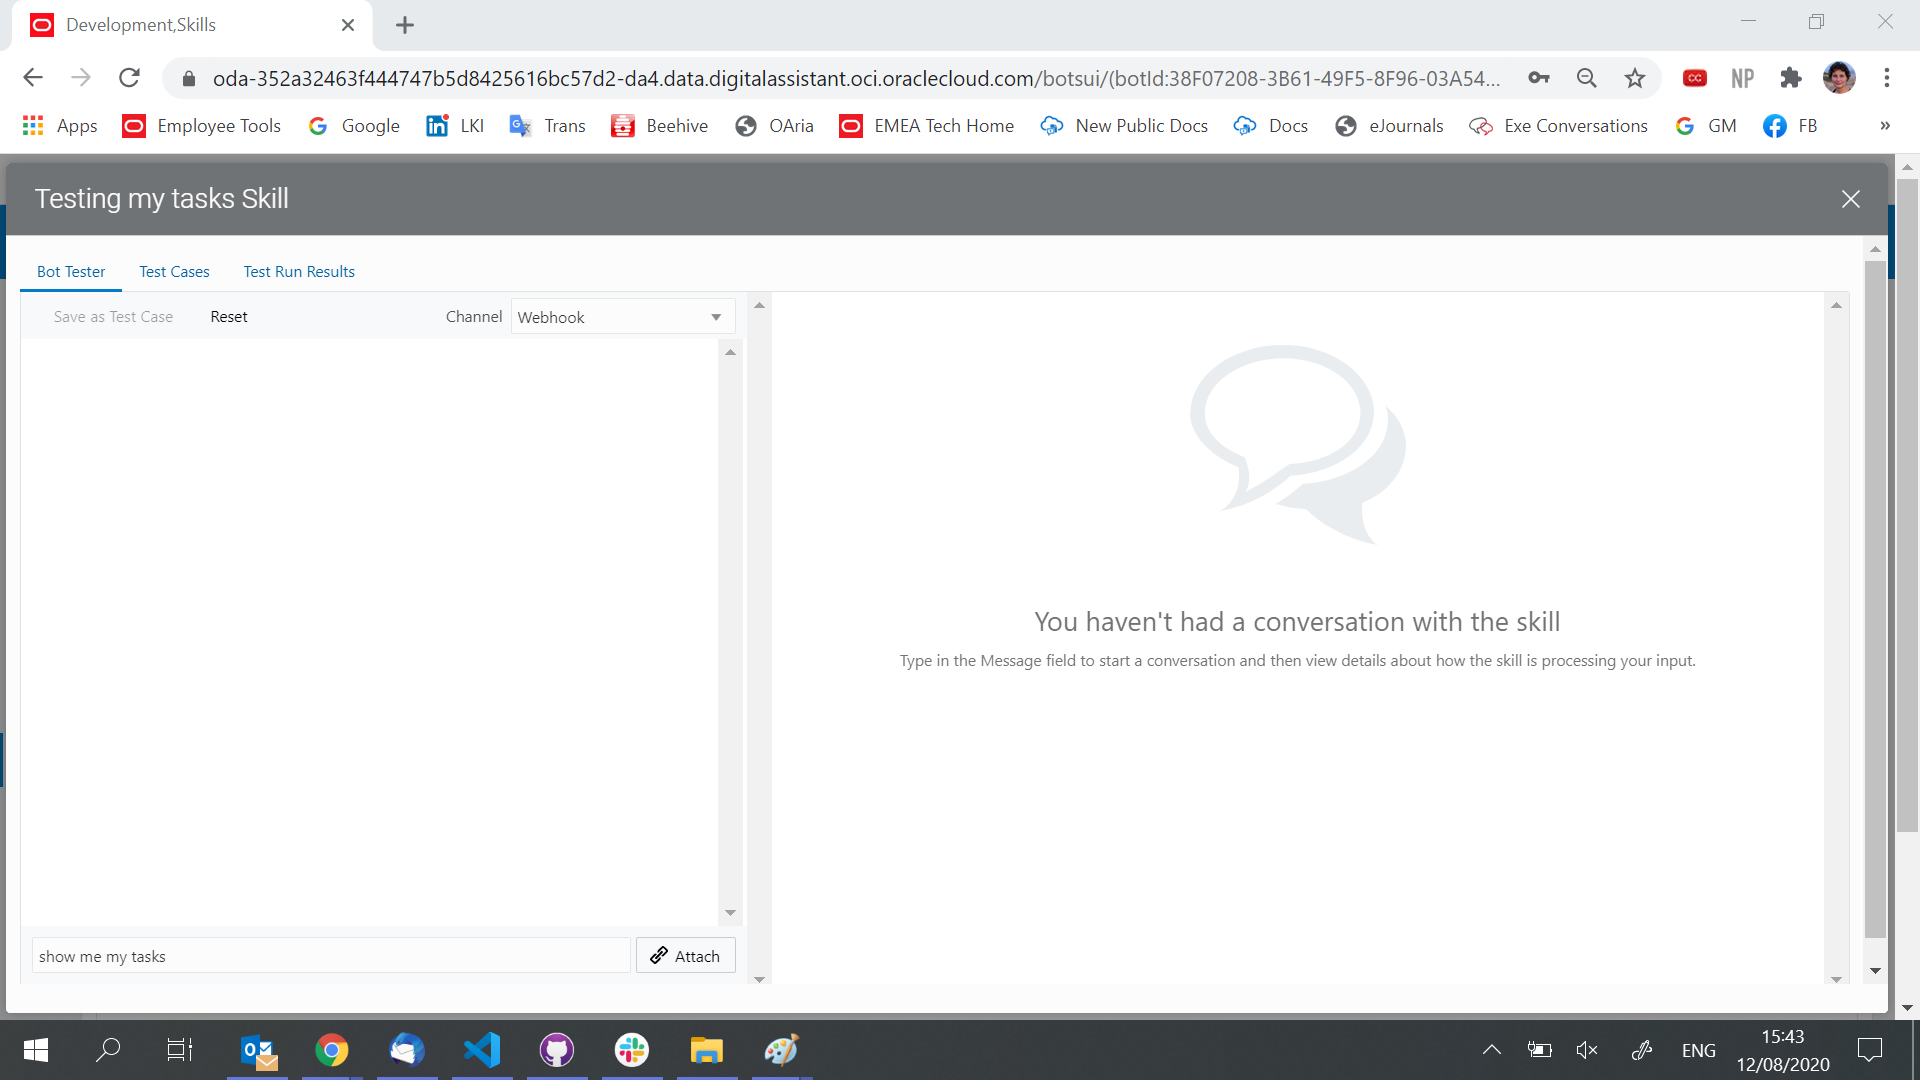 Development,Skills
oda-352a32463f444747b5d8425616bc57d2-da4.data.digitalassistant.oci.oraclecloud.com/botsui/(botId:38F07208-3B61-49F5-8F96-03A54...
CC NP
Apps Employee Tools Google LKI Trans Beehive OAria EMEA Tech Home New Public Docs Docs eJournals Exe Conversations GM FB »
Testing my tasks Skill
Bot Tester Test Cases Test Run Results
Save as Test Case Reset Channel Webhook
You haven't had a conversation with the skill
Type in the Message field to start a conversation and then view details about how the skill is processing your input.
show me my tasks Attach
ENG
15:43
12/08/2020